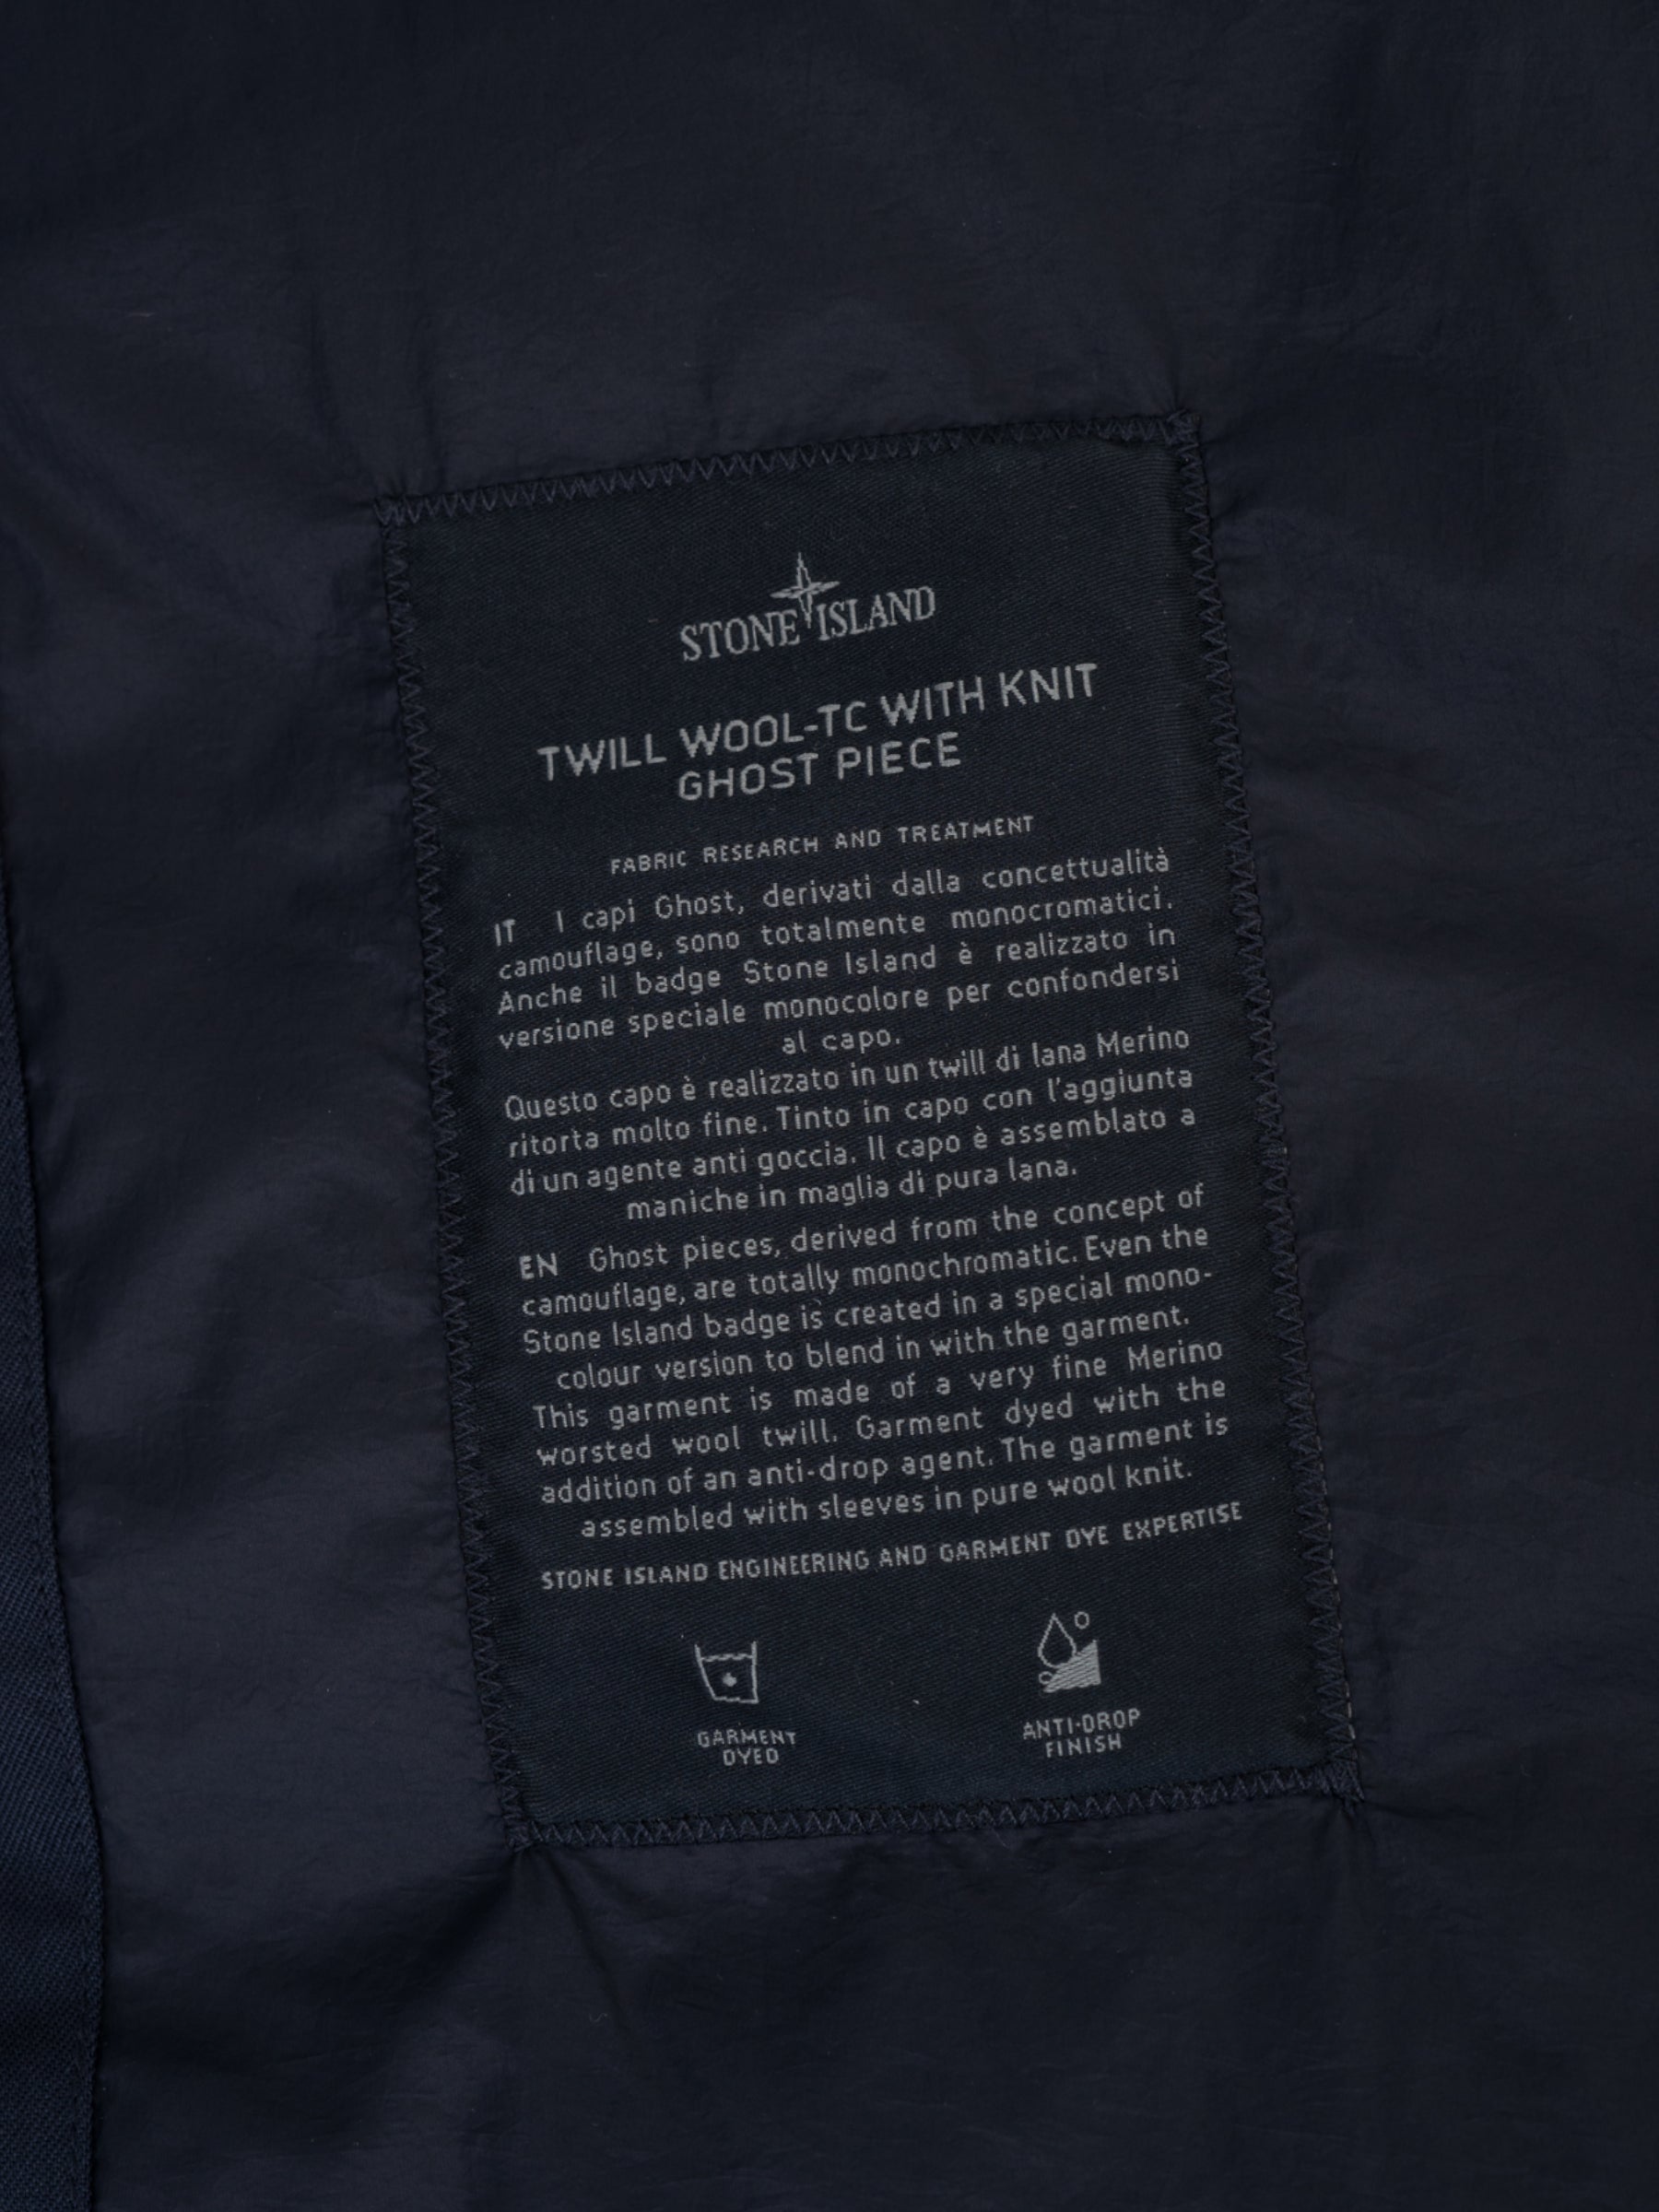 STONE ISLAND
TWILL WOOL-TC WITH KNIT
GHOST PIECE
FABRIC RESEARCH AND TREATMENT
IT I capi Ghost, derivati dalla concettualità
camouflage, sono totalmente monocromatici.
Anche il badge Stone Island è realizzato in
versione speciale monocolore per confondersi
al capo.
Questo capo è realizzato in un twill di lana Merino
ritorta molto fine. Tinto in capo con l'aggiunta
di un agente anti goccia. Il capo è assemblato a
maniche in maglia di pura lana.
EN Ghost pieces, derived from the concept of
camouflage, are totally monochromatic. Even the
Stone Island badge is created in a special mono-
colour version to blend in with the garment.
This garment is made of a very fine Merino
worsted wool twill. Garment dyed with the
addition of an anti-drop agent. The garment is
assembled with sleeves in pure wool knit.
STONE ISLAND ENGINEERING AND GARMENT DYE EXPERTISE
GARMENT
DYED
ANTI-DROP
FINISH